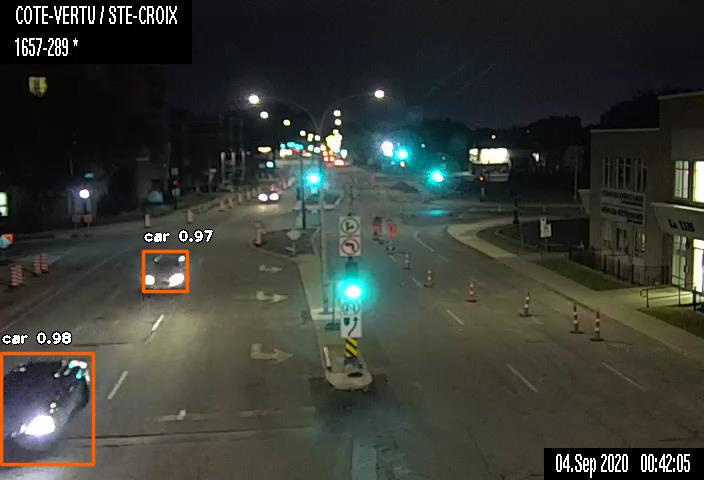 COTE-VERTU / STE-CROIX
1657-289 *
car 0.97
car 0.98
04.Sep 2020 00:42:05